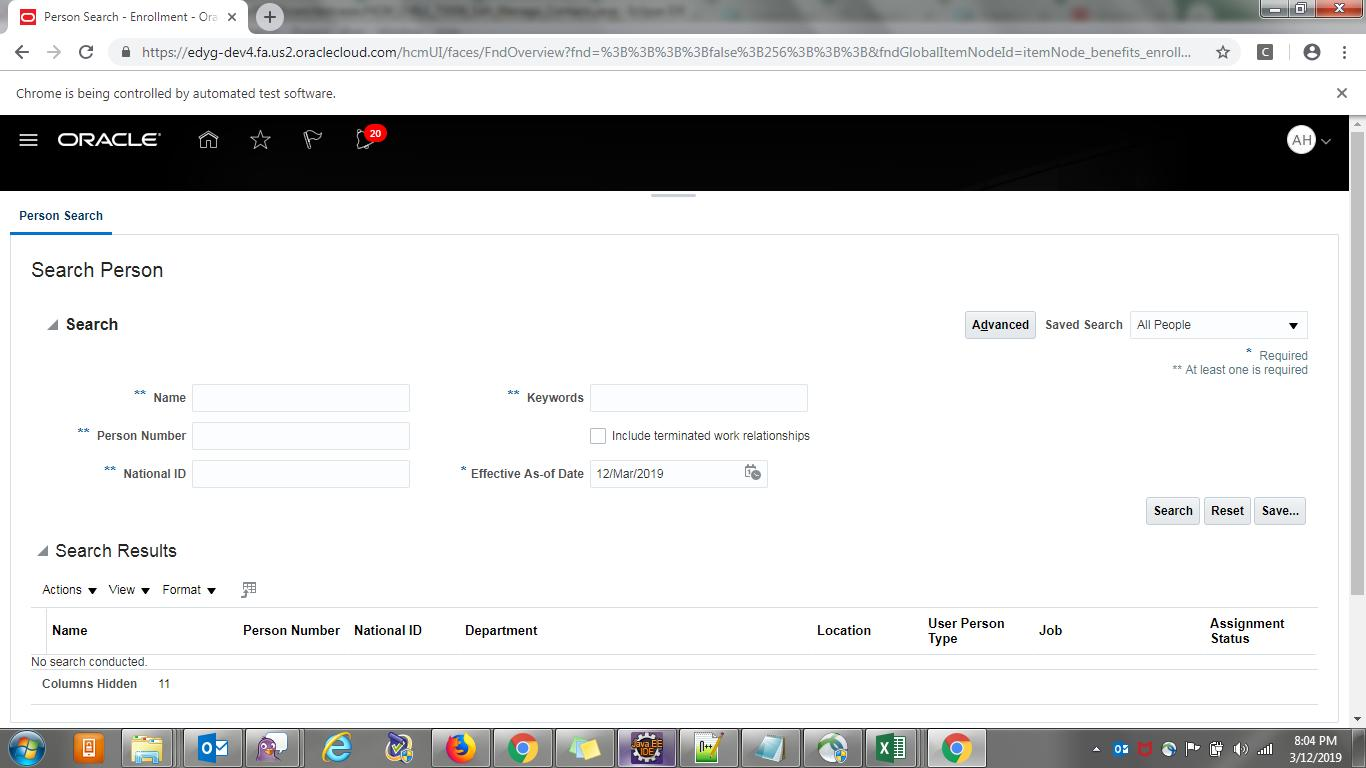 Person Search - Enrollment - Ora
https://edyg-dev4.fa.us2.oraclecloud.com/hcmUI/faces/FndOverview?fnd=%3B%3B%3B%3Bfalse%3B256%3B%3B%3B&fndGlobalItemNodeId=itemNode_benefits_enroll...
C
Chrome is being controlled by automated test software.
ORACLE
20
AH
Person Search
Search Person
Search
Advanced Saved Search All People
* Required
** At least one is required
** Name
** Keywords
** Person Number
Include terminated work relationships
** National ID
* Effective As-of Date 12/Mar/2019
Search Reset Save...
Search Results
Actions View Format
Name Person Number National ID Department Location User Person Type Job Assignment Status
No search conducted.
Columns Hidden 11
Java EE IDE
8:04 PM
3/12/2019